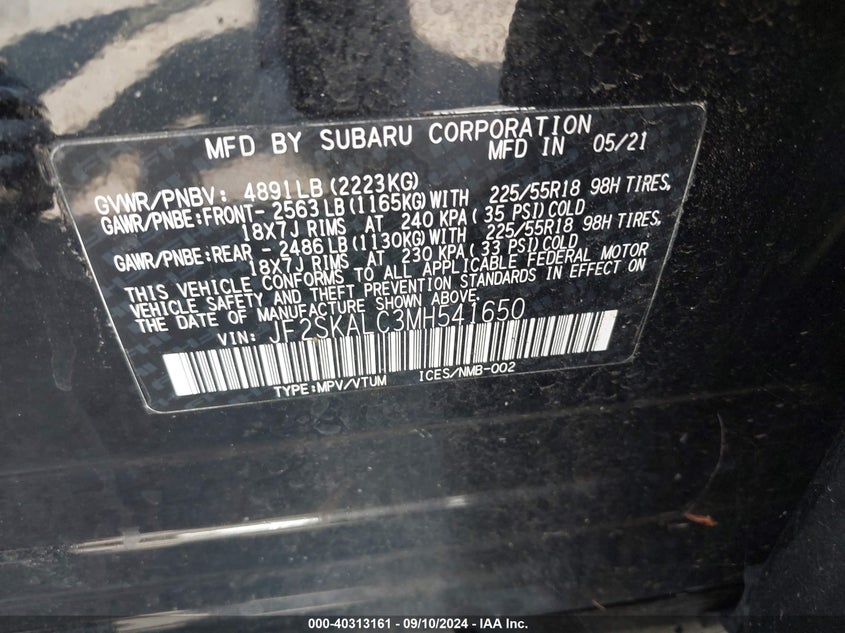 MFD BY SUBARU CORPORATION
MFD IN 05/21
GVWR/PNBV: 4891LB (2223KG)
GAWR/PNBE:FRONT- 2563 LB (1165KG) WITH 225/55R18 98H TIRES,
18X7J RIMS AT 240 KPA (35 PSI) COLD
GAWR/PNBE:REAR - 2486 LB (1130KG) WITH 225/55R18 98H TIRES,
18X7J RIMS AT 230 KPA (33 PSI) COLD
THIS VEHICLE CONFORMS TO ALL APPLICABLE FEDERAL MOTOR
VEHICLE SAFETY AND THEFT PREVENTION STANDARDS IN EFFECT ON
THE DATE OF MANUFACTURE SHOWN ABOVE.
VIN: JF2SKALC3MH541650
TYPE:MPV/VTUM ICES/NMB-002
000-40313161 - 09/10/2024 - IAA Inc.